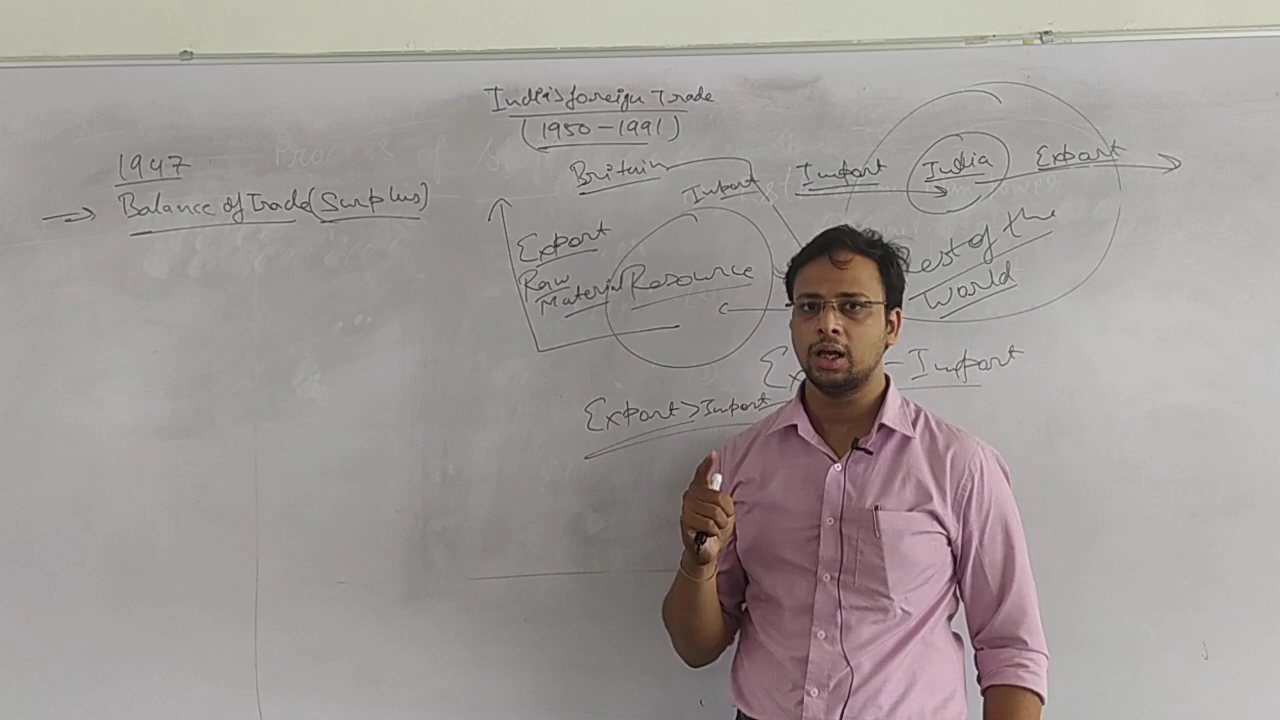 India's foreign Trade
(1950-1991)
1947
Balance of Trade (Surplus)
Britain
Import
Export
Raw
Material
Resource
Import
India
Export
Rest of the
World
Export > Import
- Import